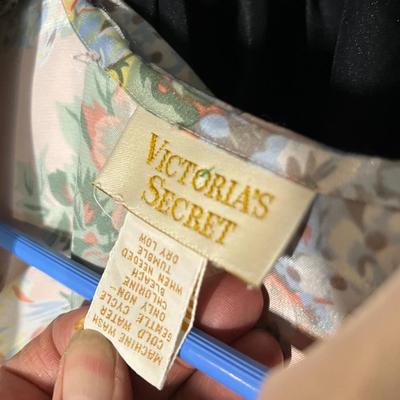 VICTORIA'S
SECRET
MACHINE WASH
COLD WATER
GENTLE CYCLE
ONLY NON-
CHLORINE
BLEACH
WHEN NEEDED
TUMBLE
DRY LOW